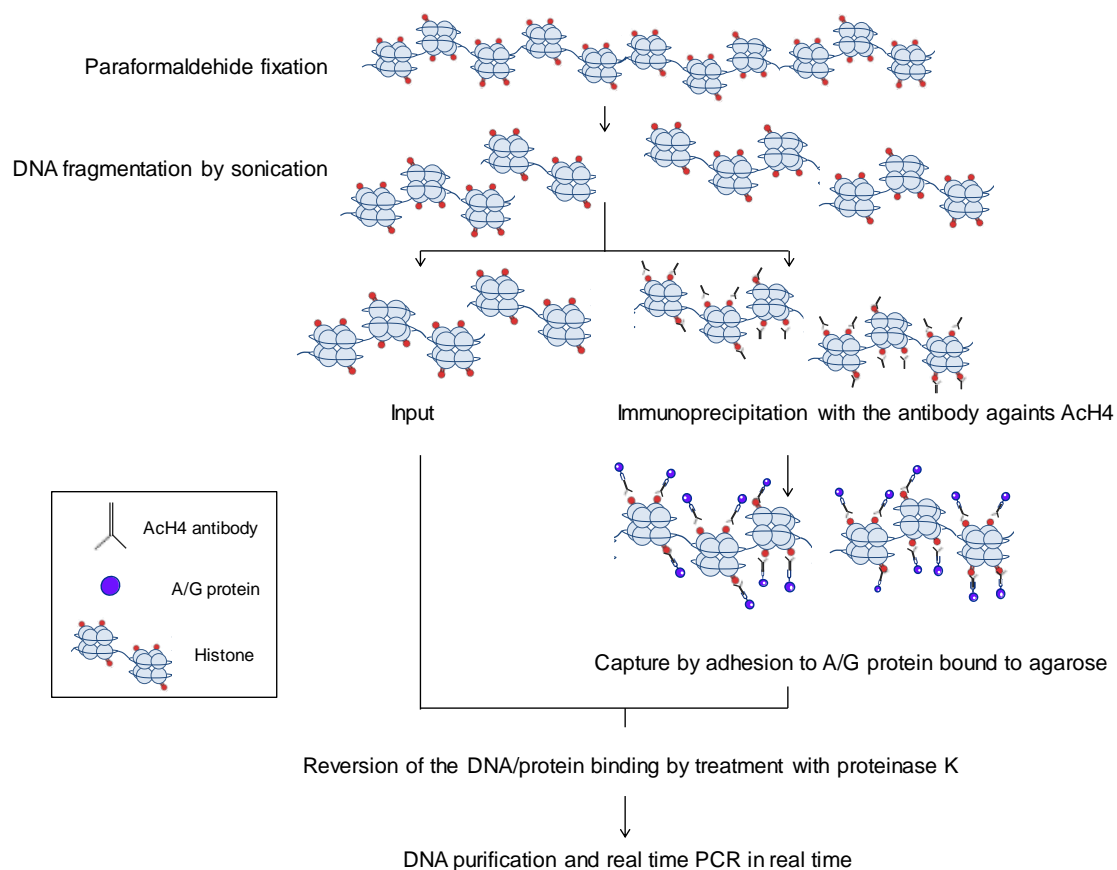 Paraformaldehide fixation
DNA fragmentation by sonication
Input
Immunoprecipitation with the antibody againts AcH4
AcH4 antibody
A/G protein
Histone
Capture by adhesion to A/G protein bound to agarose
Reversion of the DNA/protein binding by treatment with proteinase K
DNA purification and real time PCR in real time